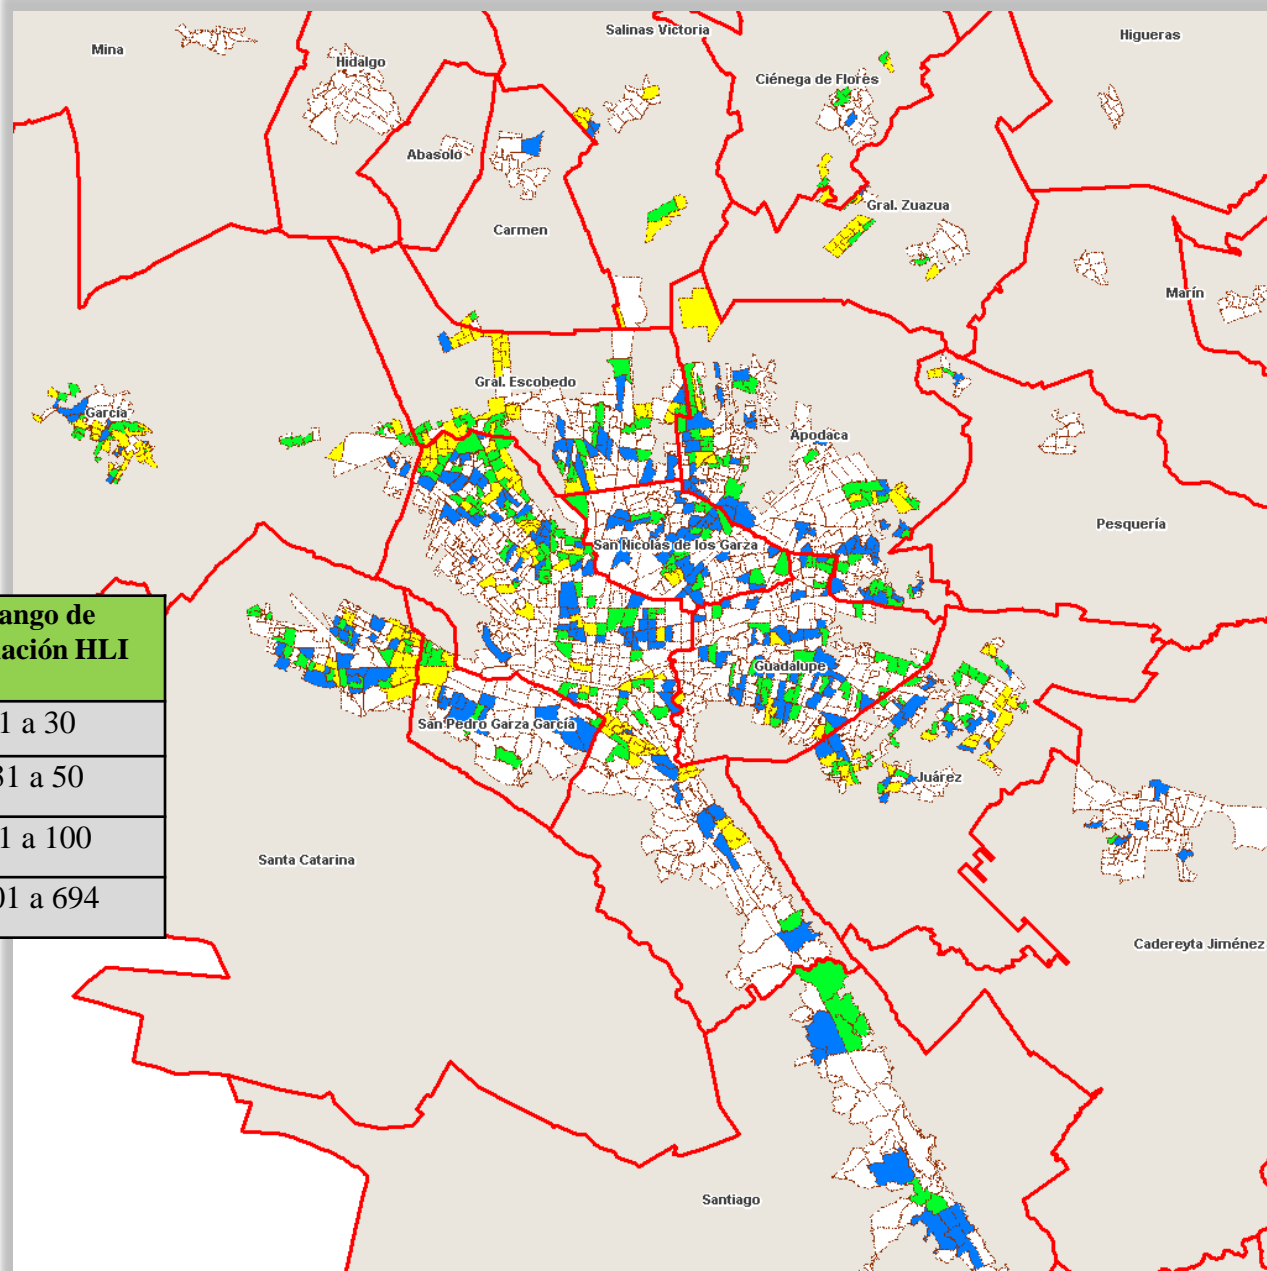 Salinas Victoria
Higueras
Mina
Hidalgo
Ciénega de Flores
Abasolo
Gral. Zuazua
Carmen
Marín
Gral. Escobedo
García
Apodaca
Pesquería
San Nicolas de los Garza
ango de
ación HLI
1 a 30
31 a 50
1 a 100
01 a 694
Guadalupe
San Pedro Garza García
Juárez
Santa Catarina
Cadereyta Jiménez
Santiago